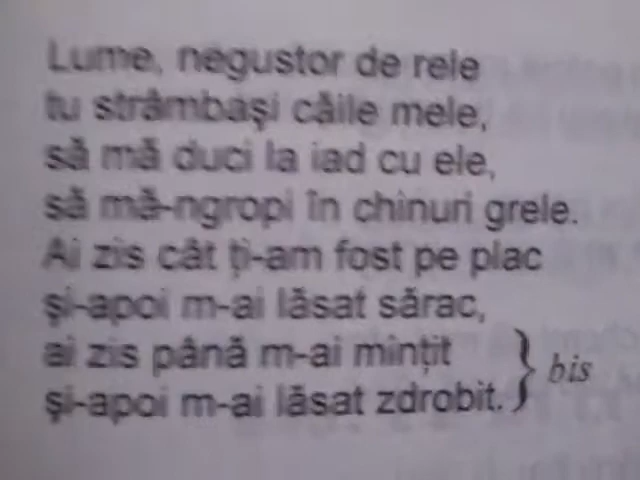 Lume, negustor de rele
tu strâmbași căile mele,
să mă duci la iad cu ele,
să mă-ngropi în chinuri grele.
Ai zis cât ți-am fost pe plac
și-apoi m-ai lăsat sărac,
ai zis până m-ai mințit
și-apoi m-ai lăsat zdrobit. } bis